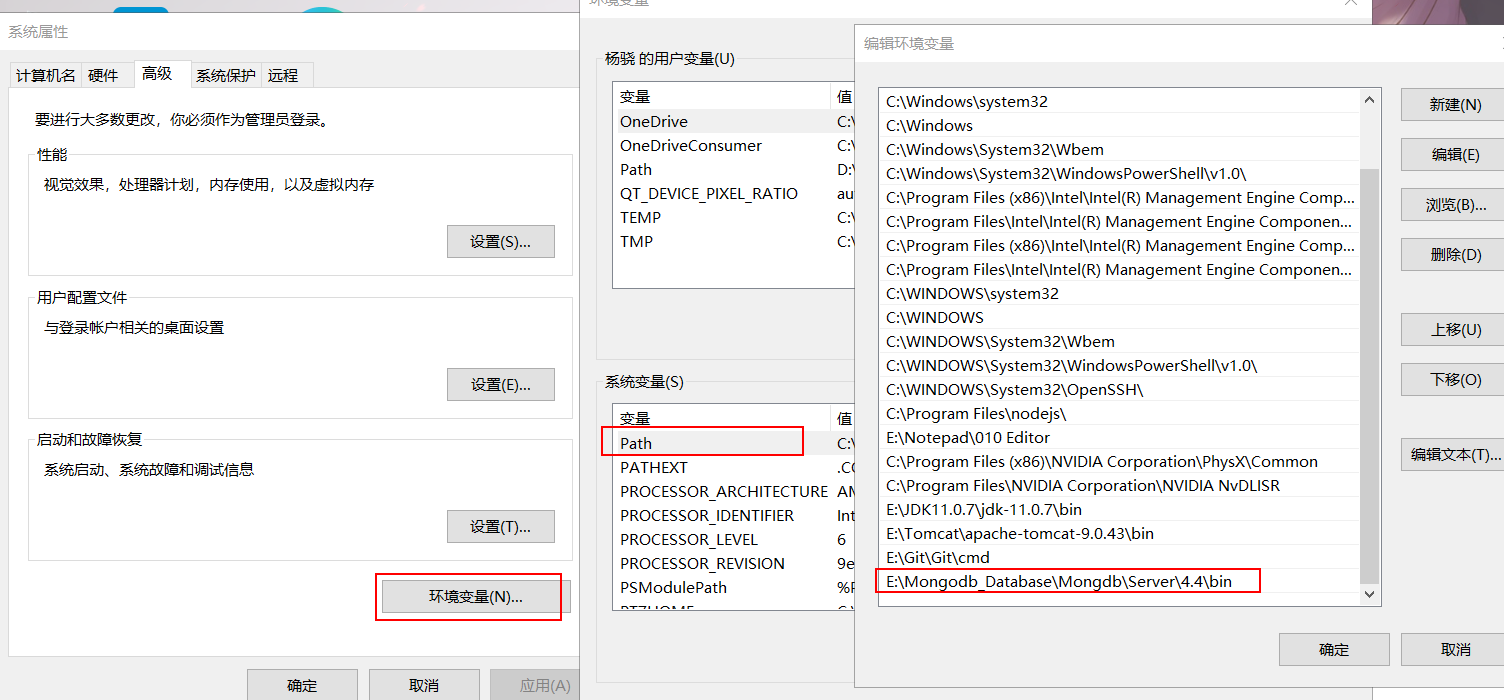 系统属性
计算机名
硬件
高级
系统保护
远程
要进行大多数更改，你必须作为管理员登录。
性能
视觉效果，处理器计划，内存使用，以及虚拟内存
设置(S)...
用户配置文件
与登录帐户相关的桌面设置
设置(E)...
启动和故障恢复
系统启动、系统故障和调试信息
设置(T)...
环境变量(N)...
确定
取消
应用(A)
环境变量
杨骁 的用户变量(U)
变量 值
OneDrive C:\
OneDriveConsumer C:\
Path D:\
QT_DEVICE_PIXEL_RATIO au
TEMP C:\
TMP C:\
系统变量(S)
变量 值
Path C:\
PATHEXT .CO
PROCESSOR_ARCHITECTURE AM
PROCESSOR_IDENTIFIER Int
PROCESSOR_LEVEL 6
PROCESSOR_REVISION 9e
PSModulePath %P
编辑环境变量
C:\Windows\system32
C:\Windows
C:\Windows\System32\Wbem
C:\Windows\System32\WindowsPowerShell\v1.0\
C:\Program Files (x86)\Intel\Intel(R) Management Engine Comp...
C:\Program Files\Intel\Intel(R) Management Engine Componen...
C:\Program Files (x86)\Intel\Intel(R) Management Engine Comp...
C:\Program Files\Intel\Intel(R) Management Engine Componen...
C:\WINDOWS\system32
C:\WINDOWS
C:\WINDOWS\System32\Wbem
C:\WINDOWS\System32\WindowsPowerShell\v1.0\
C:\WINDOWS\System32\OpenSSH\
C:\Program Files\nodejs\
E:\Notepad\010 Editor
C:\Program Files (x86)\NVIDIA Corporation\PhysX\Common
C:\Program Files\NVIDIA Corporation\NVIDIA NvDLISR
E:\JDK11.0.7\jdk-11.0.7\bin
E:\Tomcat\apache-tomcat-9.0.43\bin
E:\Git\Git\cmd
E:\Mongodb_Database\Mongdb\Server\4.4\bin
新建(N)
编辑(E)
浏览(B)...
删除(D)
上移(U)
下移(O)
编辑文本(T)...
确定
取消